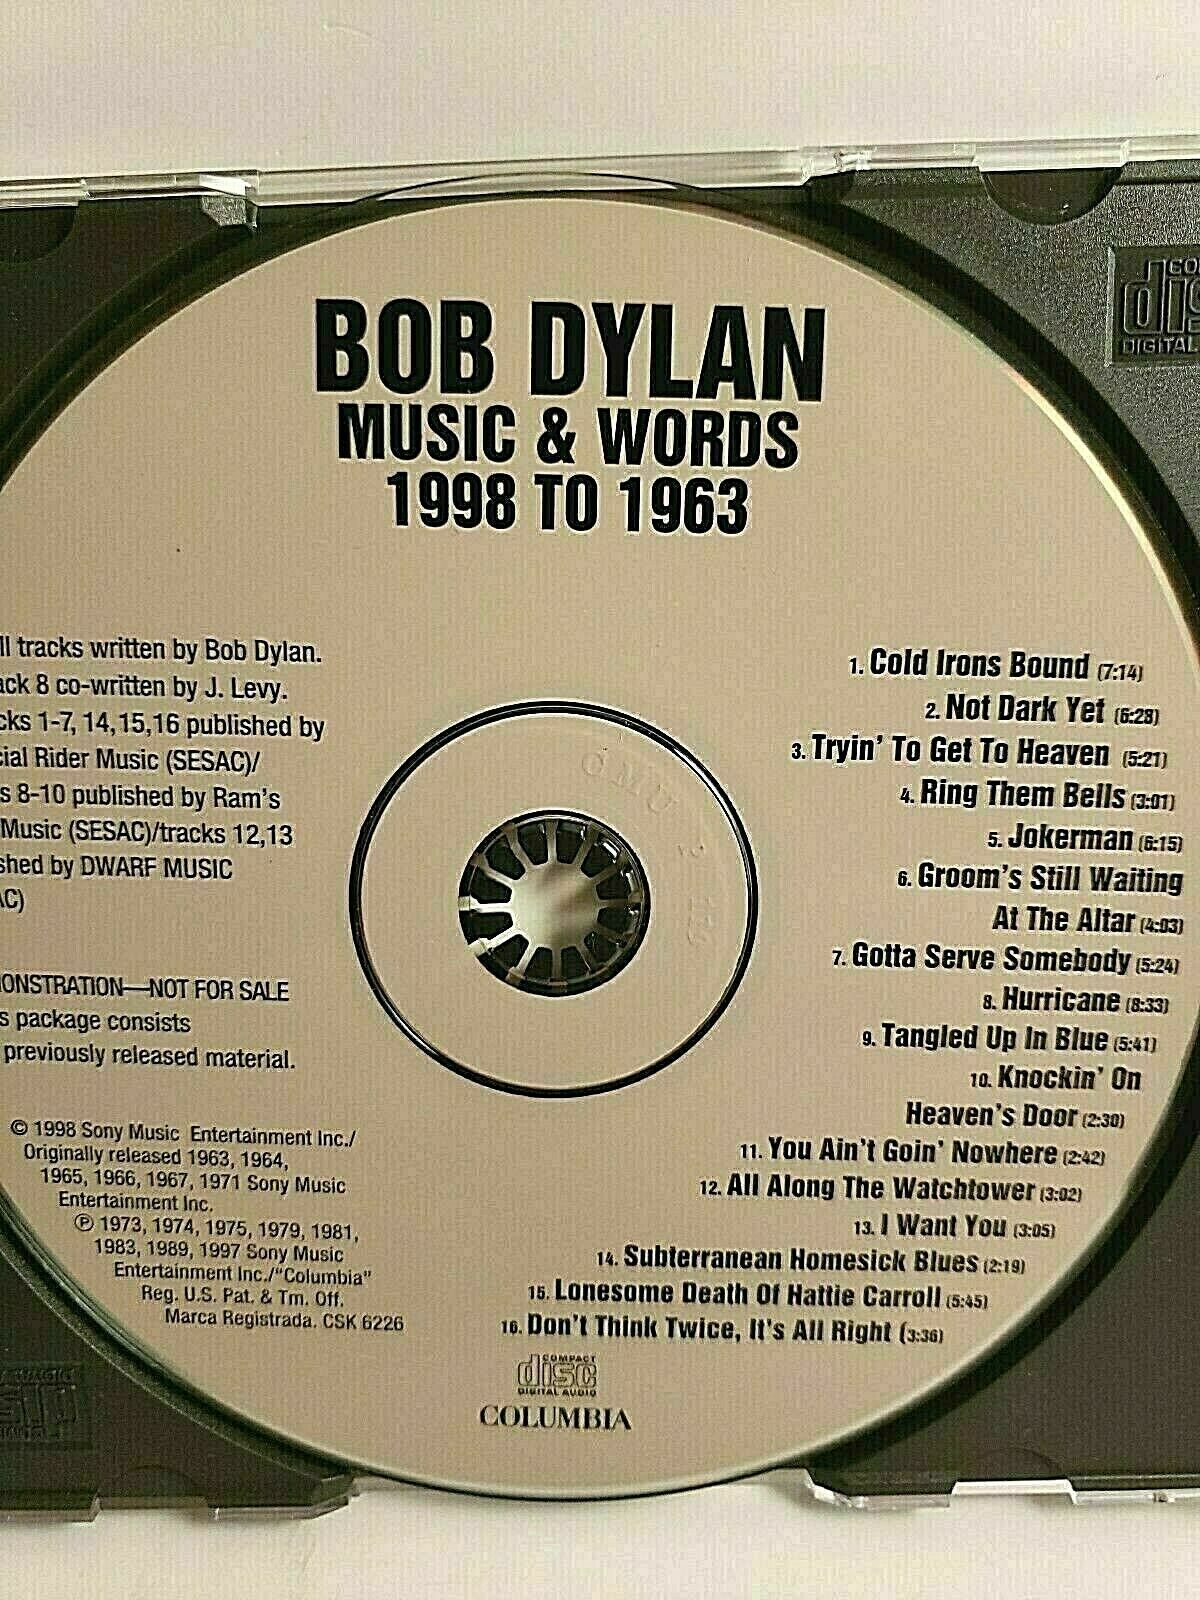 BOB DYLAN
MUSIC & WORDS
1998 TO 1963
ll tracks written by Bob Dylan.
ack 8 co-written by J. Levy.
cks 1-7, 14,15,16 published by
cial Rider Music (SESAC)/
s 8-10 published by Ram's
Music (SESAC)/tracks 12,13
shed by DWARF MUSIC
AC)
ONSTRATION—NOT FOR SALE
s package consists
previously released material.
© 1998 Sony Music Entertainment Inc./
Originally released 1963, 1964,
1965, 1966, 1967, 1971 Sony Music
Entertainment Inc.
℗ 1973, 1974, 1975, 1979, 1981,
1983, 1989, 1997 Sony Music
Entertainment Inc./"Columbia"
Reg. U.S. Pat. & Tm. Off.
Marca Registrada. CSK 6226
1. Cold Irons Bound (7:14)
2. Not Dark Yet (6:28)
3. Tryin' To Get To Heaven (5:21)
4. Ring Them Bells (3:01)
5. Jokerman (6:15)
6. Groom's Still Waiting
At The Altar (4:03)
7. Gotta Serve Somebody (5:24)
8. Hurricane (8:33)
9. Tangled Up In Blue (5:41)
10. Knockin' On
Heaven's Door (2:30)
11. You Ain't Goin' Nowhere (2:42)
12. All Along The Watchtower (3:02)
13. I Want You (3:05)
14. Subterranean Homesick Blues (2:19)
15. Lonesome Death Of Hattie Carroll (5:45)
16. Don't Think Twice, It's All Right (3:36)
COMPACT
disc
DIGITAL AUDIO
COLUMBIA
CO
dis
DIGITAL